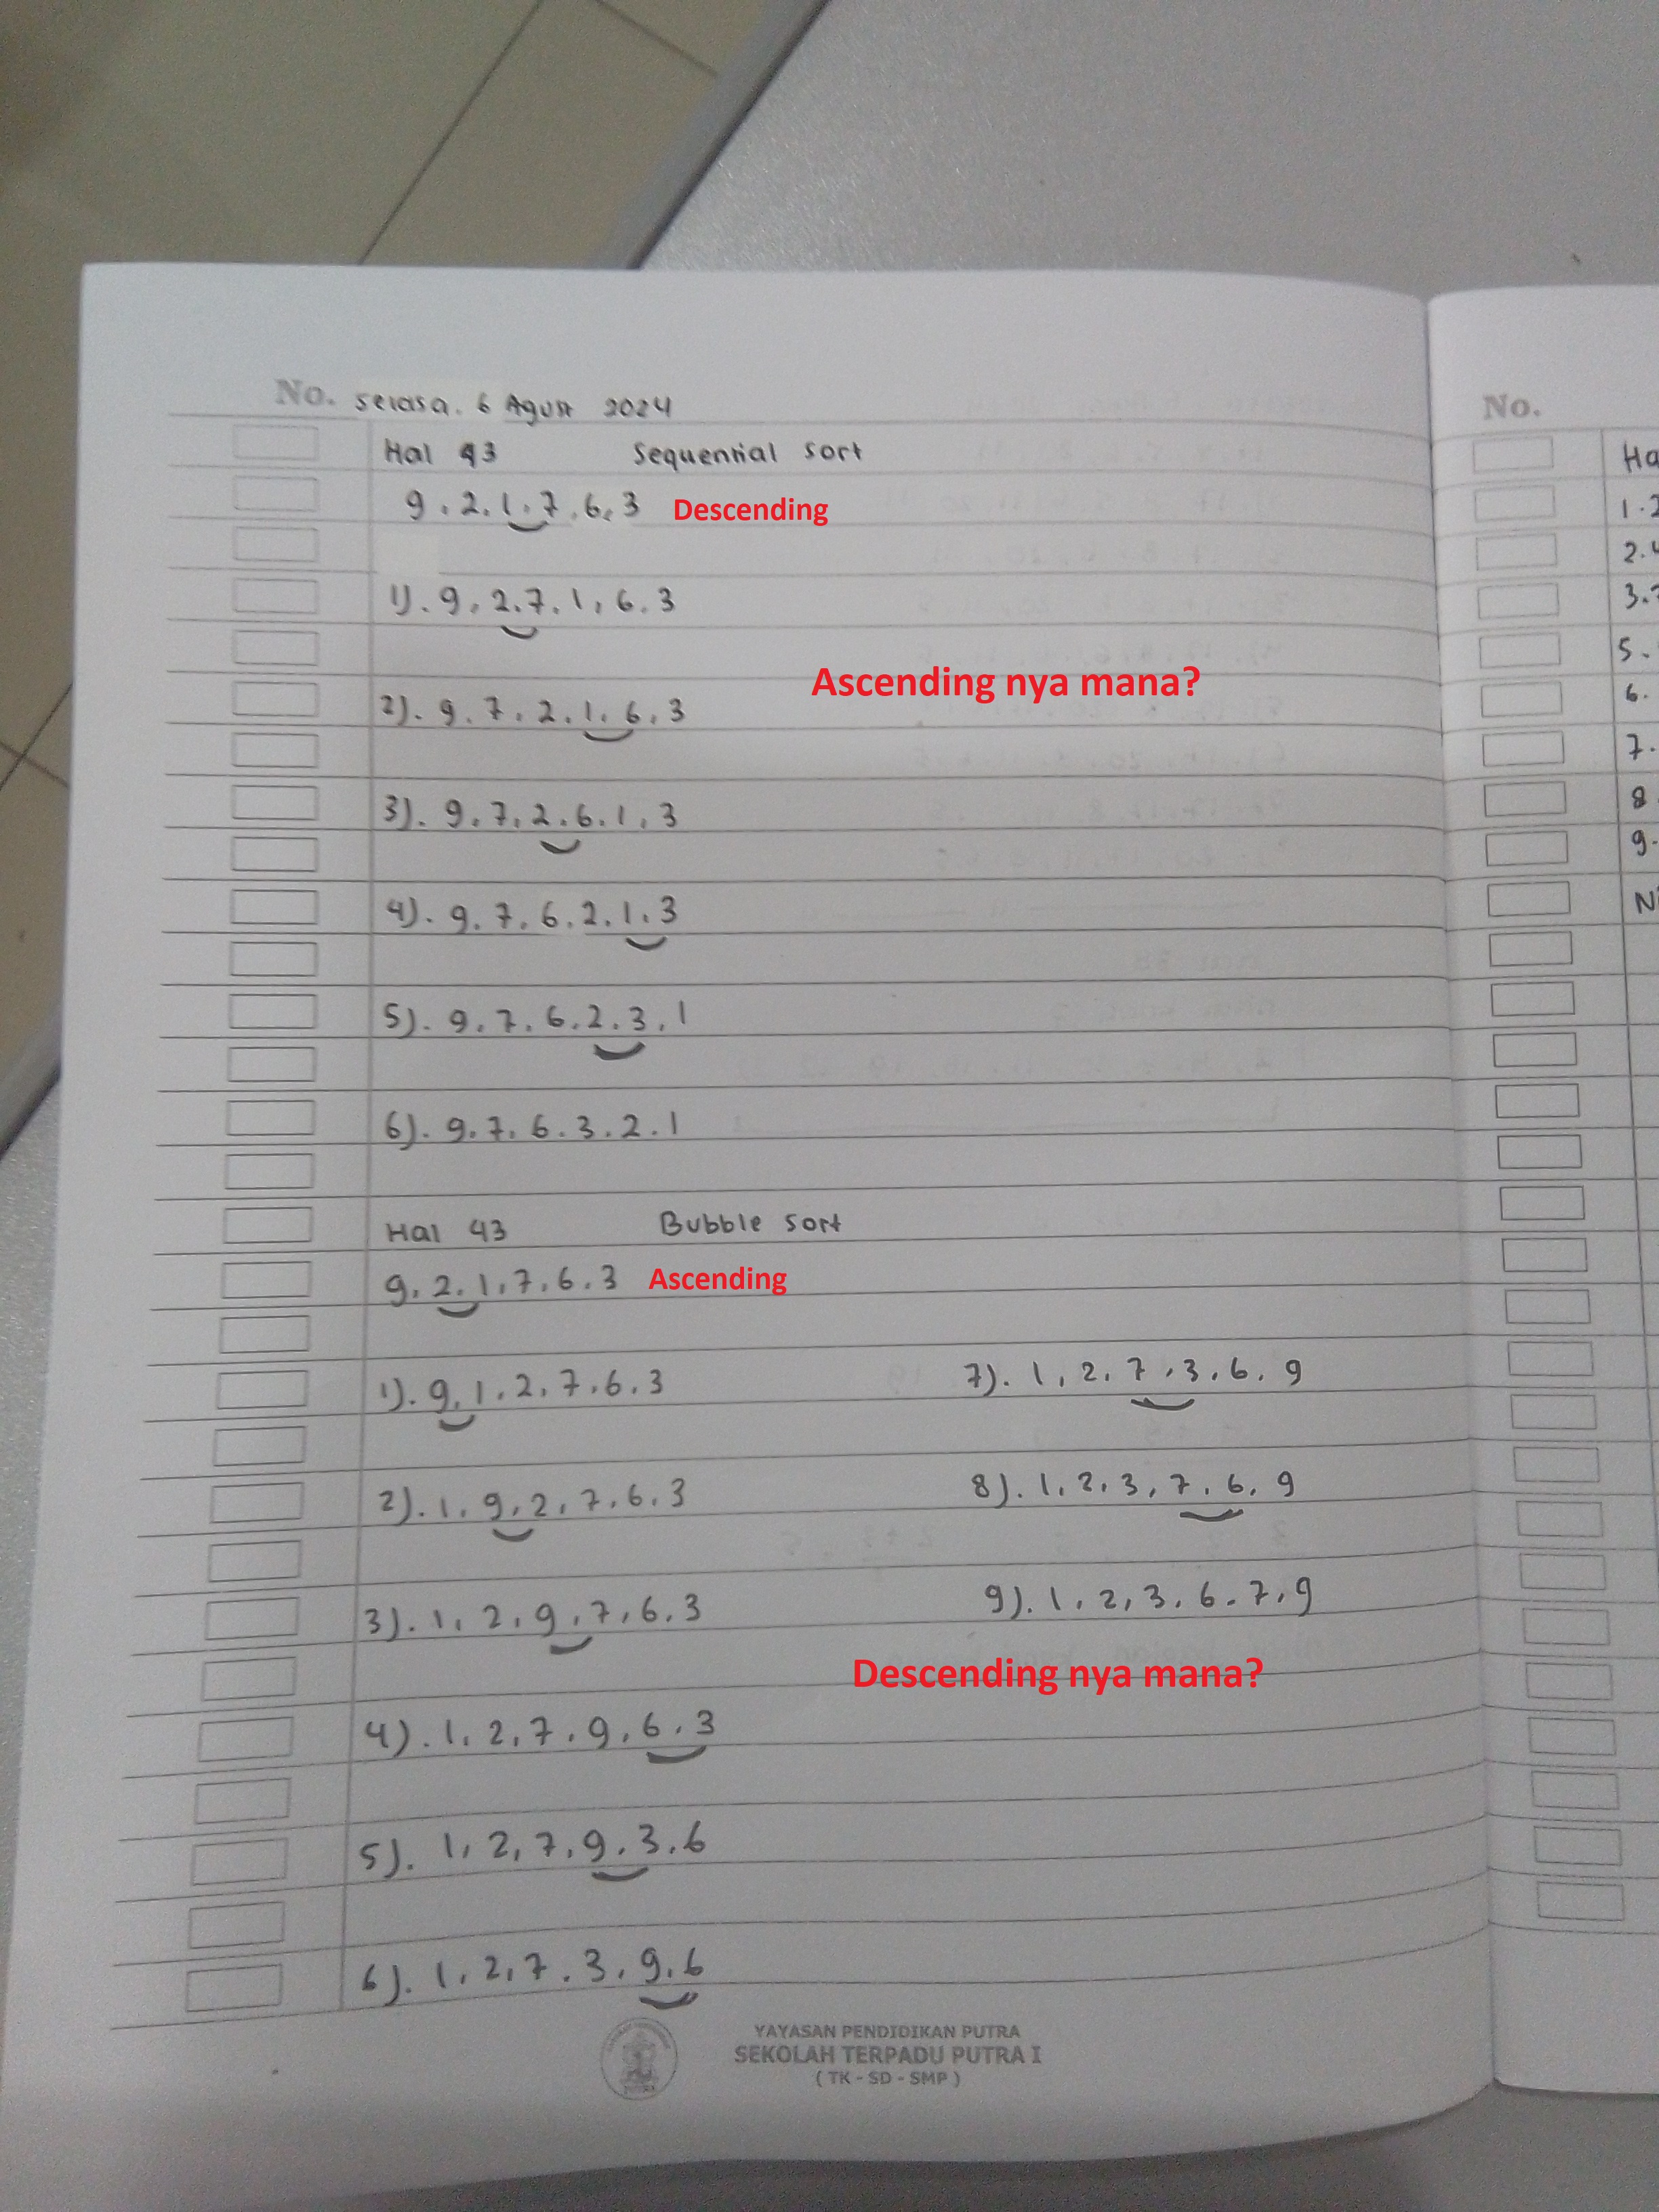 No. Selasa. 6 Agust 2024
Hal 43 Sequential sort
9, 2, 1, 7, 6, 3 Descending
1). 9, 2, 7, 1, 6, 3
Ascending nya mana?
2). 9, 7, 2, 1, 6, 3
3). 9, 7, 2, 6, 1, 3
4). 9, 7, 6, 2, 1, 3
5). 9, 7, 6, 2, 3, 1
6). 9, 7, 6, 3, 2, 1
Hal 43 Bubble sort
9, 2, 1, 7, 6, 3 Ascending
1). 9, 1, 2, 7, 6, 3
2). 1, 9, 2, 7, 6, 3
3). 1, 2, 9, 7, 6, 3
4). 1, 2, 7, 9, 6, 3
5). 1, 2, 7, 9, 3, 6
6). 1, 2, 7, 3, 9, 6
7). 1, 2, 7, 3, 6, 9
8). 1, 2, 3, 7, 6, 9
9). 1, 2, 3, 6, 7, 9
Descending nya mana?
YAYASAN PENDIDIKAN PUTRA
SEKOLAH TERPADU PUTRA I
( TK - SD - SMP )
No.
Ha
1.2
2.4
3.7
5.
6.
7.
8
9.
N